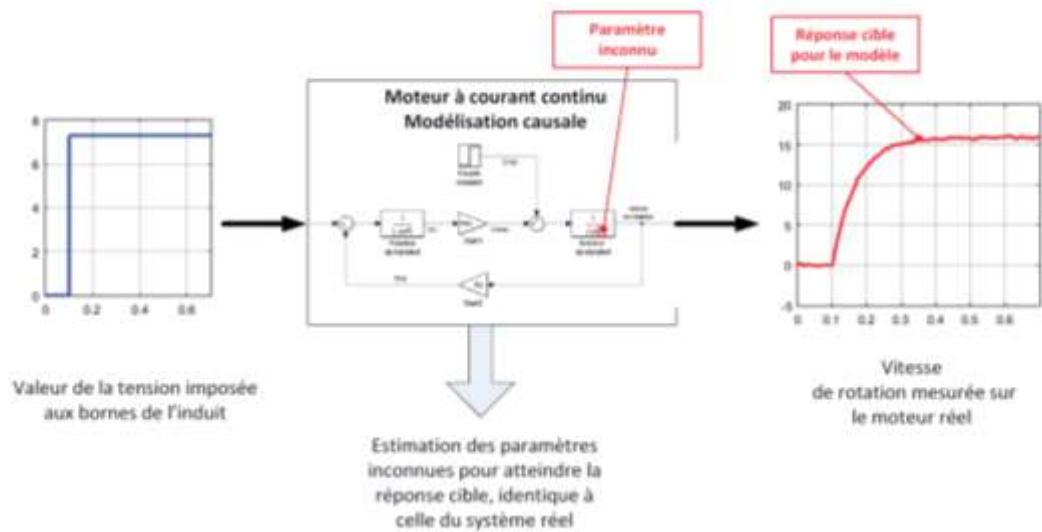 Paramètre
inconnu
Réponse cible
pour le modèle
Moteur à courant continu
Modélisation causale
8
6
4
2
0
0
0.2
0.4
0.6
20
15
10
5
0
-5
0
0.1
0.2
0.3
0.4
0.5
0.6
Valeur de la tension imposée
aux bornes de l'induit
Vitesse
de rotation mesurée sur
le moteur réel
Estimation des paramètres
inconnues pour atteindre la
réponse cible, identique à
celle du système réel